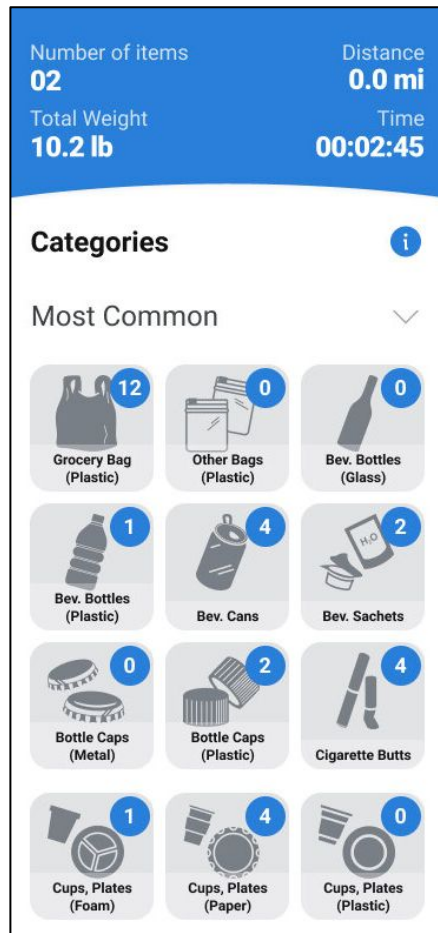 Number of items Distance
02 0.0 mi
Total Weight Time
10.2 lb 00:02:45
Categories i
Most Common
12 0 0
Grocery Bag Other Bags Bev. Bottles
(Plastic) (Plastic) (Glass)
1 4 H₂O 2
Bev. Bottles
(Plastic) Bev. Cans Bev. Sachets
0 2 4
Bottle Caps Bottle Caps
(Metal) (Plastic) Cigarette Butts
1 4 0
Cups, Plates Cups, Plates Cups, Plates
(Foam) (Paper) (Plastic)